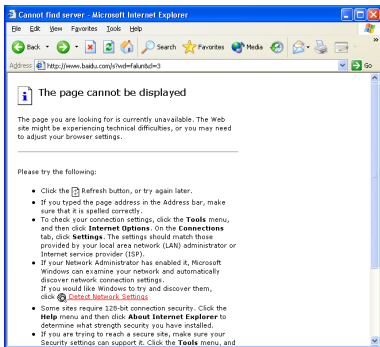 Cannot find server - Microsoft Internet Explorer
File Edit View Favorites Tools Help
Back Search Favorites Media
Address http://www.baidu.com/s?wd=falun&cl=3 Go
The page cannot be displayed
The page you are looking for is currently unavailable. The Web
site might be experiencing technical difficulties, or you may need
to adjust your browser settings.
Please try the following:
Click the Refresh button, or try again later.
If you typed the page address in the Address bar, make
sure that it is spelled correctly.
To check your connection settings, click the Tools menu,
and then click Internet Options. On the Connections
tab, click Settings. The settings should match those
provided by your local area network (LAN) administrator or
Internet service provider (ISP).
If your Network Administrator has enabled it, Microsoft
Windows can examine your network and automatically
discover network connection settings.
If you would like Windows to try and discover them,
click Detect Network Settings
Some sites require 128-bit connection security. Click the
Help menu and then click About Internet Explorer to
determine what strength security you have installed.
If you are trying to reach a secure site, make sure your
Security settings can support it. Click the Tools menu, and